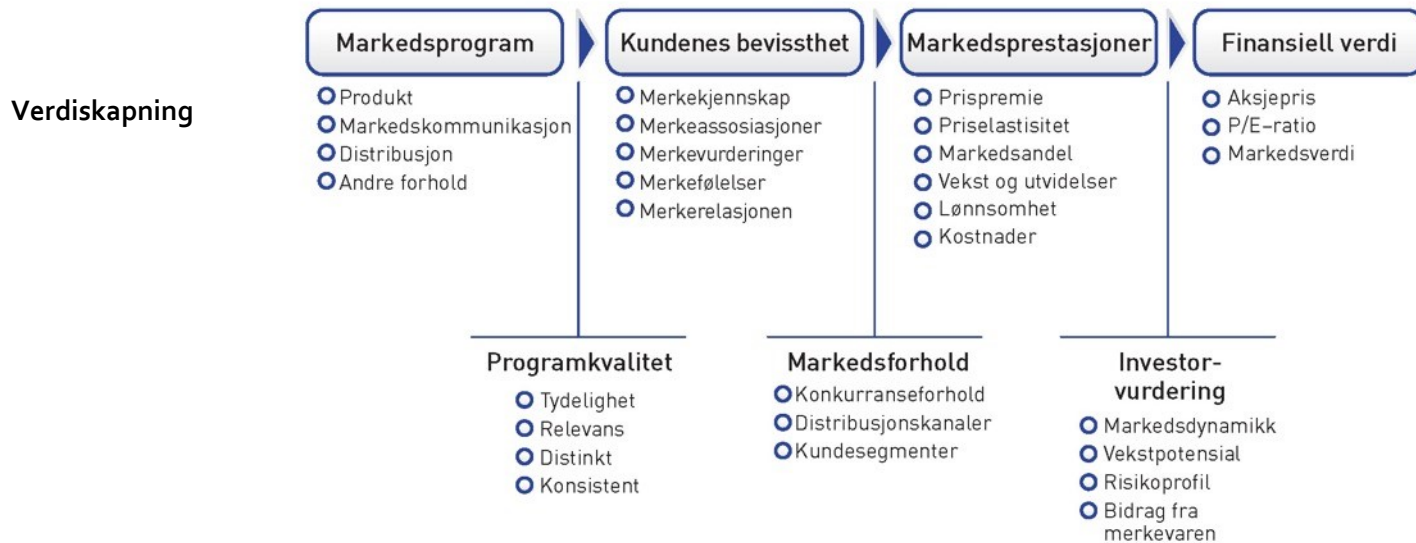 Verdiskapning
Markedsprogram
Produkt
Markedskommunikasjon
Distribusjon
Andre forhold
Kundenes bevissthet
Merkekjennskap
Merkeassosiasjoner
Merkevurderinger
Merkefølelser
Merkerelasjonen
Markedsprestasjoner
Prispremie
Priselastisitet
Markedsandel
Vekst og utvidelser
Lønnsomhet
Kostnader
Finansiell verdi
Aksjepris
P/E–ratio
Markedsverdi
Programkvalitet
Tydelighet
Relevans
Distinkt
Konsistent
Markedsforhold
Konkurranseforhold
Distribusjonskanaler
Kundesegmenter
Investor-
vurdering
Markedsdynamikk
Vekstpotensial
Risikoprofil
Bidrag fra
merkevaren